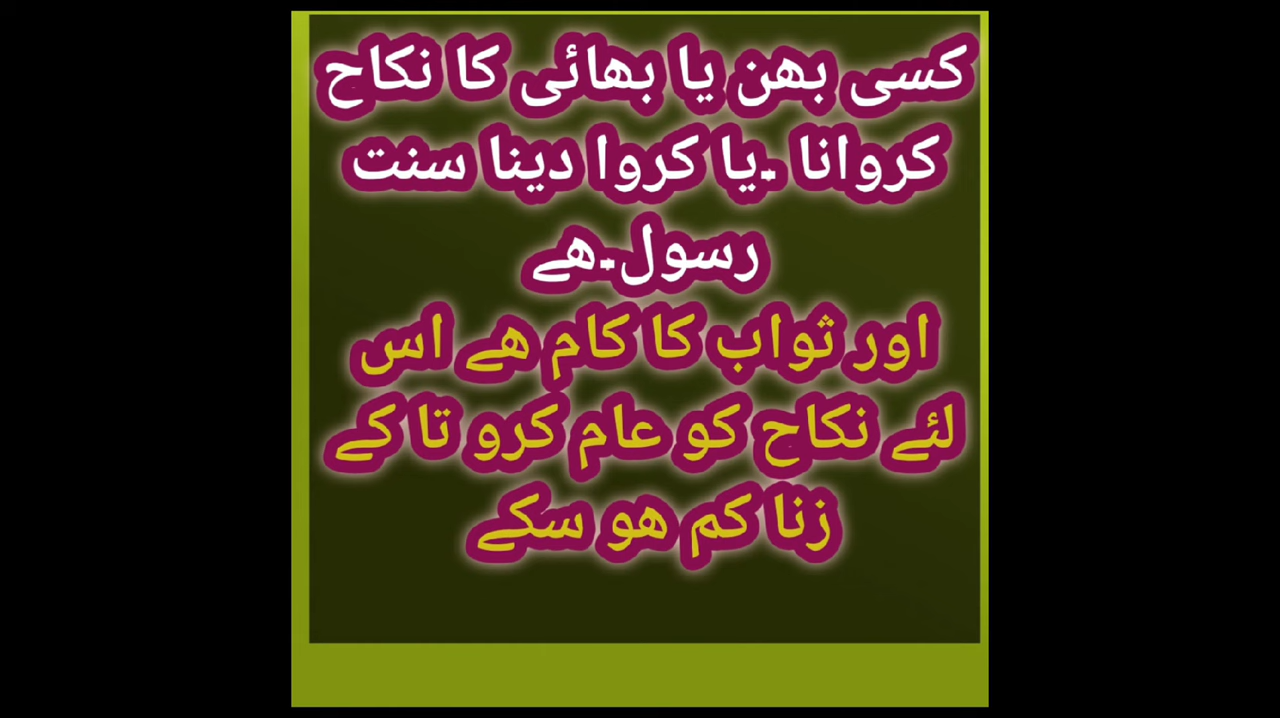 کسی بھن یا بھائی کا نکاح
کروانا .یا کروا دینا سنت
رسول.ھے
اور ثواب کا کام ھے اس
لئے نکاح کو عام کرو تا کے
زنا کم ھو سکے